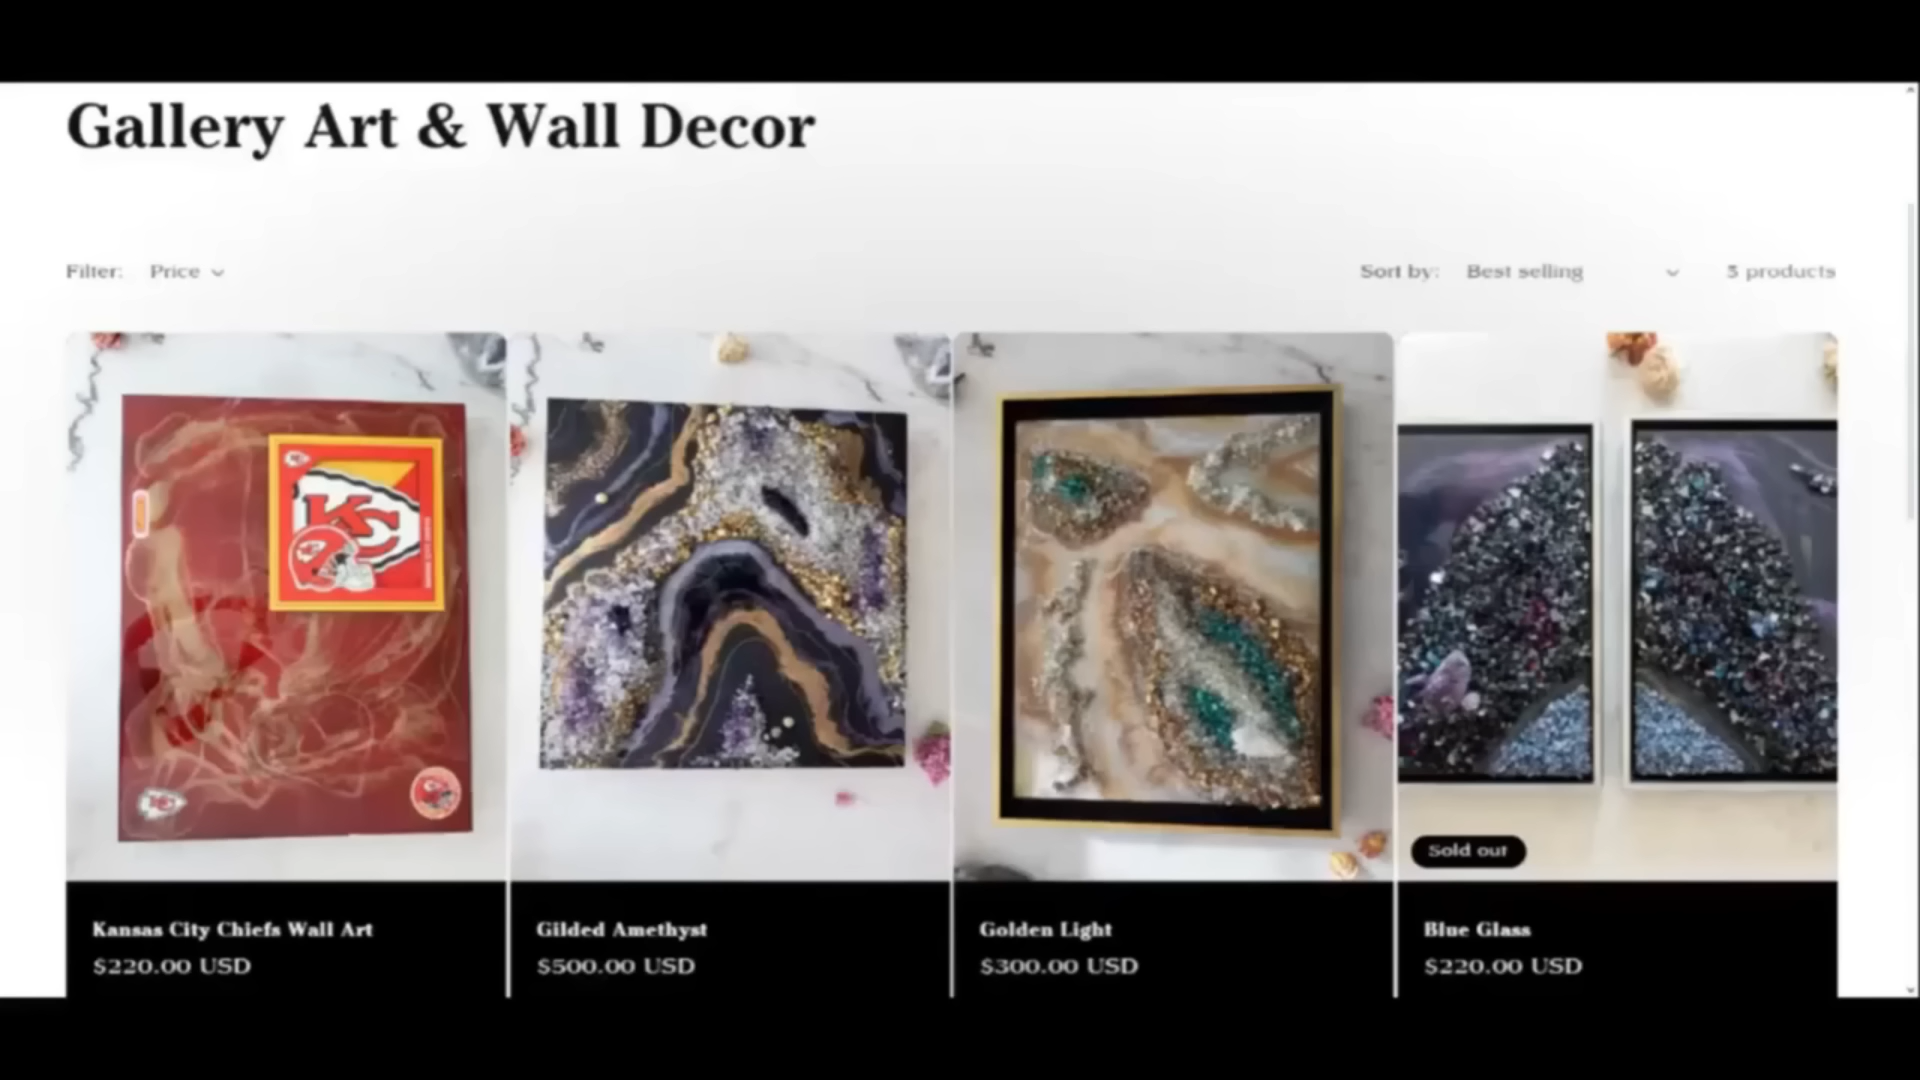 Gallery Art & Wall Decor
Filter: Price
Sort by: Best selling
products
KC
Sold out
Kansas City Chiefs Wall Art
$220.00 USD
Gilded Amethyst
$500.00 USD
Golden Light
$300.00 USD
Blue Glass
$220.00 USD